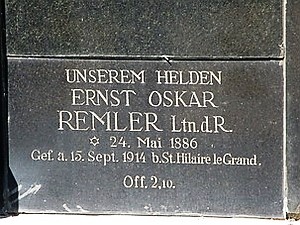 UNSEREM HELDEN
ERNST OSKAR
REMLER Ltn.d.R.
✡ 24. Mai 1886
Gef. a. 15. Sept. 1914 b. St. Hilaire le Grand.
Off. 2,10.